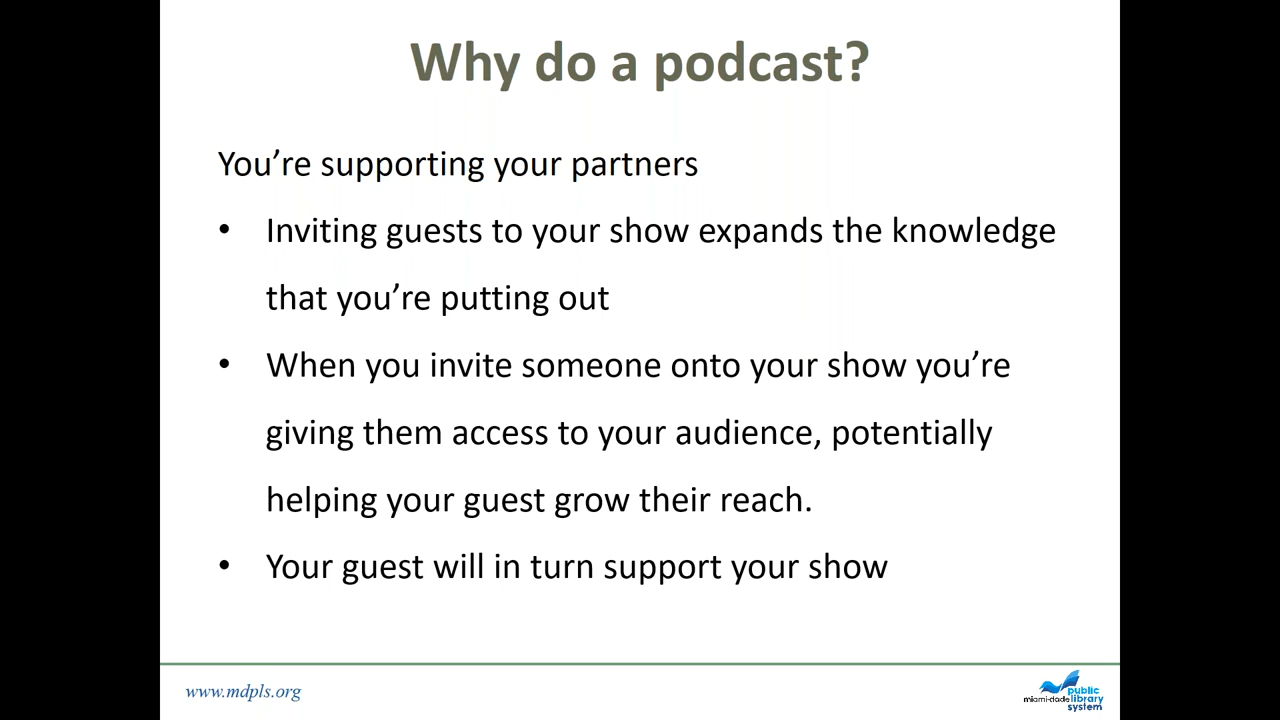 Why do a podcast?
You’re supporting your partners
• Inviting guests to your show expands the knowledge
that you’re putting out
• When you invite someone onto your show you’re
giving them access to your audience, potentially
helping your guest grow their reach.
• Your guest will in turn support your show
www.mdpls.org
public
miami-dade library
system